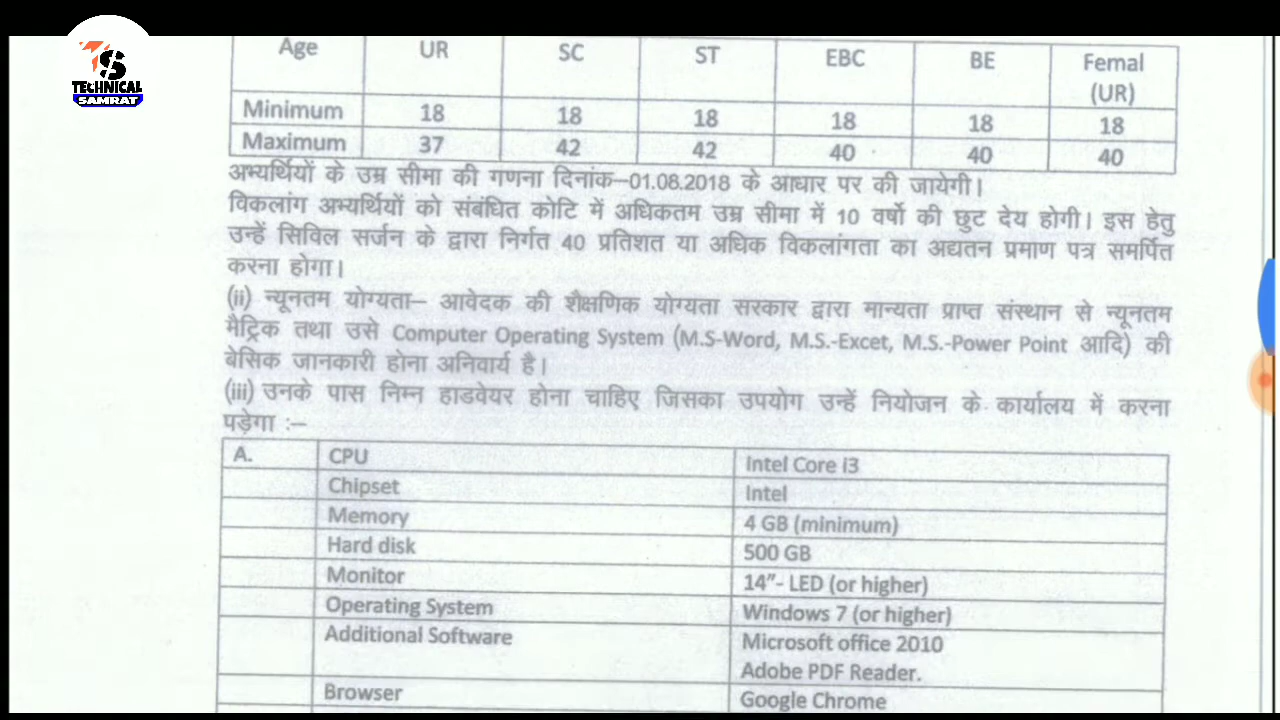 TECHNICAL
SAMRAT
Age UR SC ST EBC BE Femal (UR)
Minimum 18 18 18 18 18 18
Maximum 37 42 42 40 40 40
अभ्यर्थियों के उम्र सीमा की गणना दिनांक–01.08.2018 के आधार पर की जायेगी।
विकलांग अभ्यर्थियों को संबंधित कोटि में अधिकतम उम्र सीमा में 10 वर्षो की छुट देय होगी। इस हेतु
उन्हें सिविल सर्जन के द्वारा निर्गत 40 प्रतिशत या अधिक विकलांगता का अद्यतन प्रमाण पत्र समर्पित
करना होगा।
(ii) न्यूनतम योग्यता– आवेदक की शैक्षणिक योग्यता सरकार द्वारा मान्यता प्राप्त संस्थान से न्यूनतम
मैट्रिक तथा उसे Computer Operating System (M.S-Word, M.S.-Excet, M.S.-Power Point आदि) की
बेसिक जानकारी होना अनिवार्य है।
(iii) उनके पास निम्न हाडवेयर होना चाहिए जिसका उपयोग उन्हें नियोजन के कार्यालय में करना
पड़ेगा :–
A. CPU Intel Core i3
Chipset Intel
Memory 4 GB (minimum)
Hard disk 500 GB
Monitor 14"- LED (or higher)
Operating System Windows 7 (or higher)
Additional Software Microsoft office 2010
Adobe PDF Reader.
Browser Google Chrome